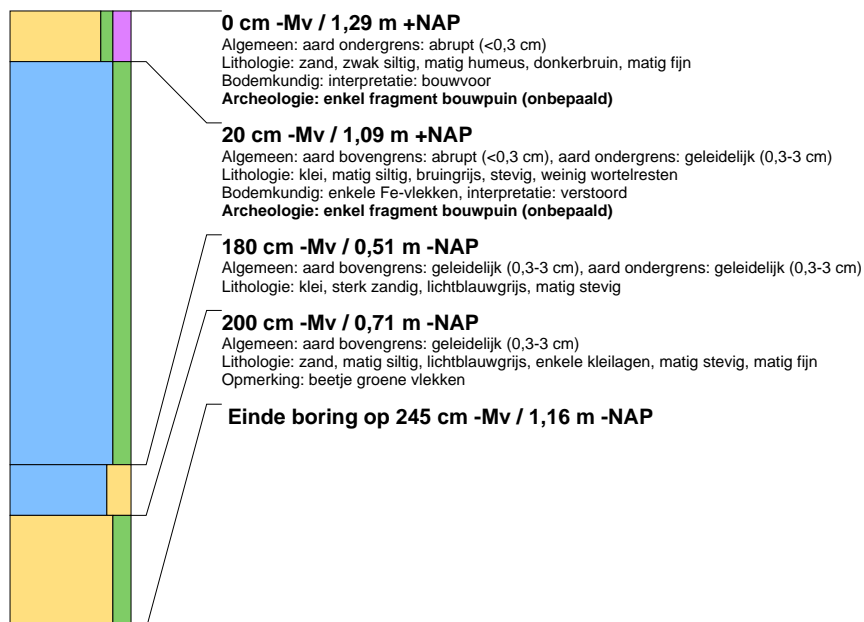 0 cm -Mv / 1,29 m +NAP
Algemeen: aard ondergrens: abrupt (<0,3 cm)
Lithologie: zand, zwak siltig, matig humeus, donkerbruin, matig fijn
Bodemkundig: interpretatie: bouwvoor
Archeologie: enkel fragment bouwpuin (onbepaald)
20 cm -Mv / 1,09 m +NAP
Algemeen: aard bovengrens: abrupt (<0,3 cm), aard ondergrens: geleidelijk (0,3-3 cm)
Lithologie: klei, matig siltig, bruingrijs, stevig, weinig wortelresten
Bodemkundig: enkele Fe-vlekken, interpretatie: verstoord
Archeologie: enkel fragment bouwpuin (onbepaald)
180 cm -Mv / 0,51 m -NAP
Algemeen: aard bovengrens: geleidelijk (0,3-3 cm), aard ondergrens: geleidelijk (0,3-3 cm)
Lithologie: klei, sterk zandig, lichtblauwgrijs, matig stevig
200 cm -Mv / 0,71 m -NAP
Algemeen: aard bovengrens: geleidelijk (0,3-3 cm)
Lithologie: zand, matig siltig, lichtblauwgrijs, enkele kleilagen, matig stevig, matig fijn
Opmerking: beetje groene vlekken
Einde boring op 245 cm -Mv / 1,16 m -NAP